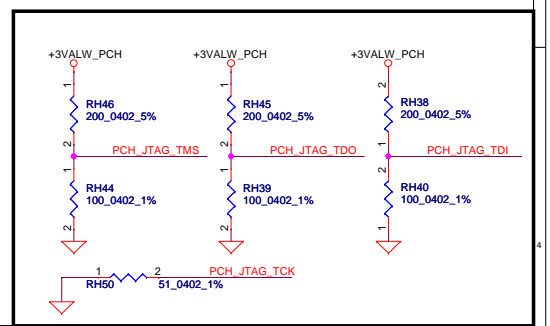 +3VALW_PCH +3VALW_PCH +3VALW_PCH
1 1 2
RH46 RH45 RH38
200_0402_5% 200_0402_5% 200_0402_5%
2 2 1
PCH_JTAG_TMS PCH_JTAG_TDO PCH_JTAG_TDI
1 1 2
RH44 RH39 RH40
100_0402_1% 100_0402_1% 100_0402_1%
2 2 1
4
1 2 PCH_JTAG_TCK
RH50 51_0402_1%